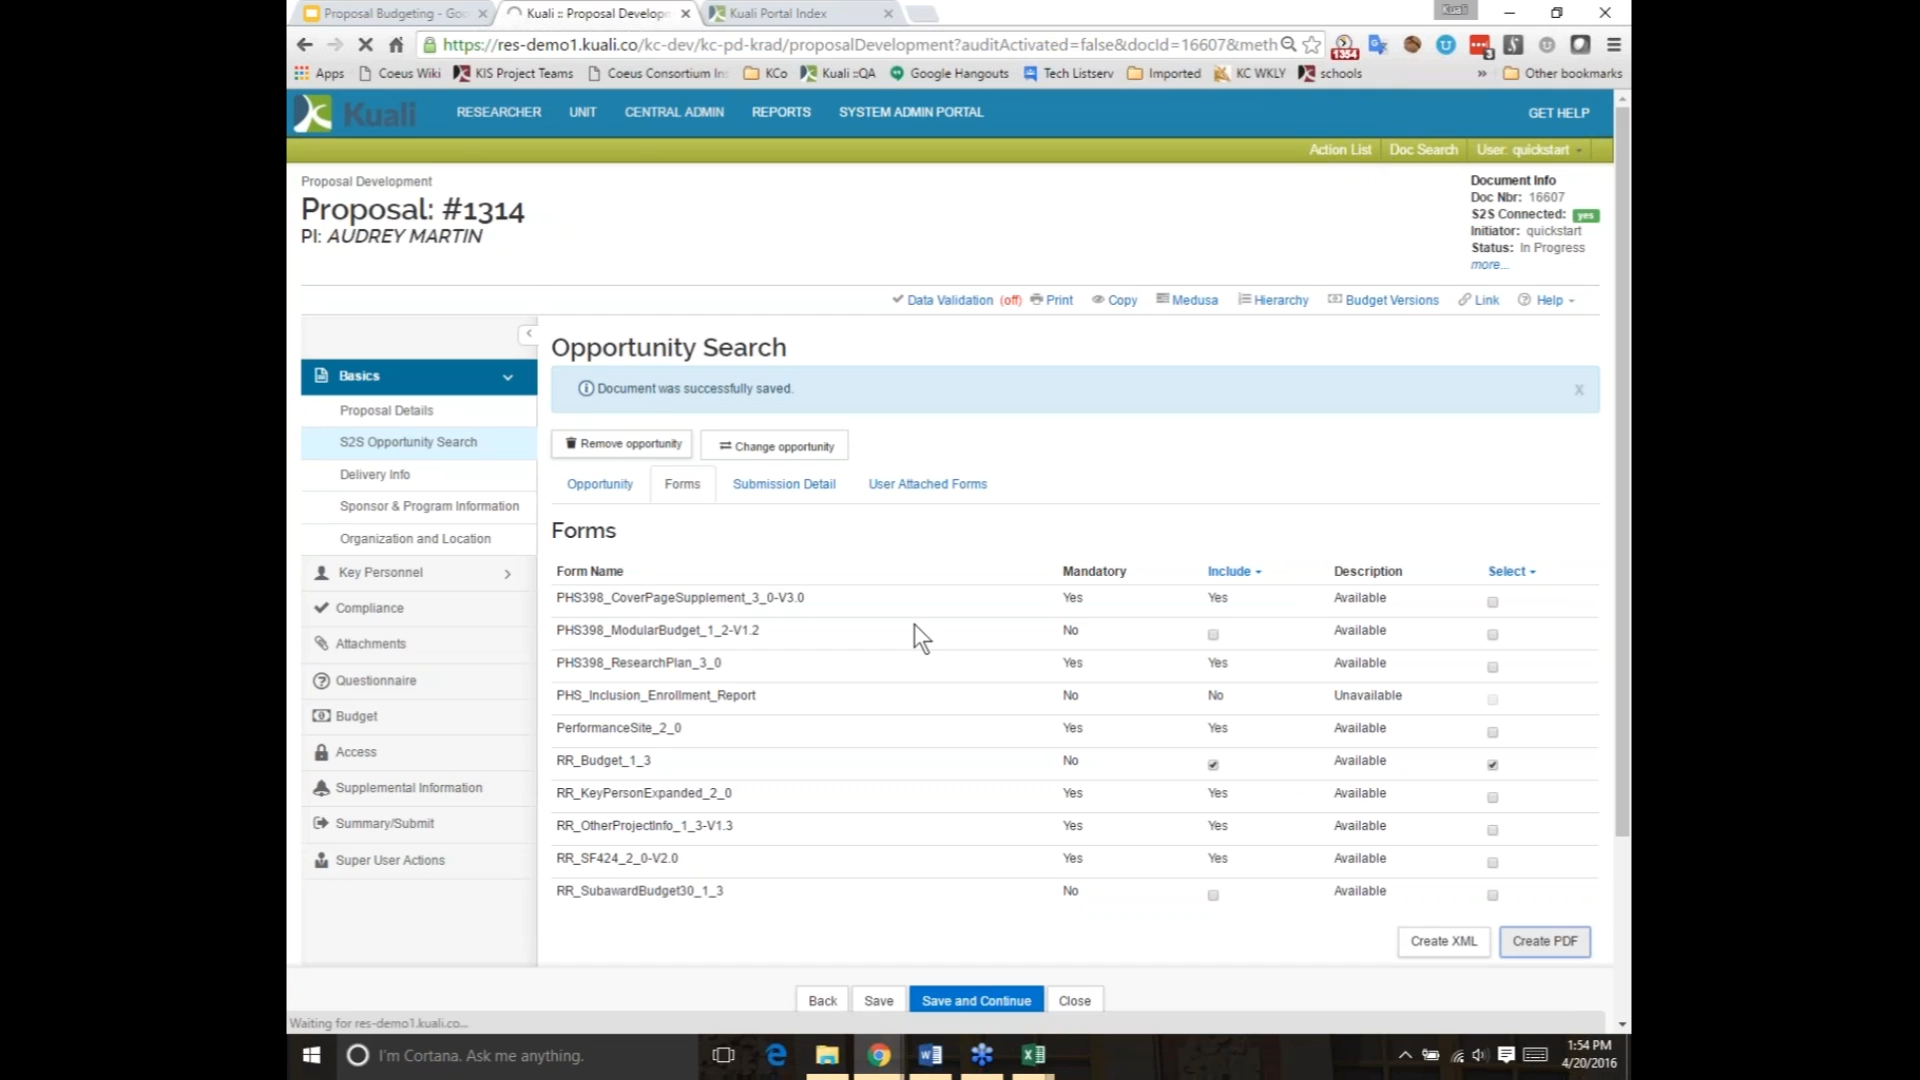 Proposal Budgeting - Goo
Kuali :: Proposal Developm
Kuali Portal Index
Kuali
https://res-demo1.kuali.co/kc-dev/kc-pd-krad/proposalDevelopment?auditActivated=false&docId=16607&meth
1354
3
Apps
Coeus Wiki
KIS Project Teams
Coeus Consortium In
KCo
Kuali ::QA
Google Hangouts
Tech Listserv
Imported
KC WKLY
schools
»
Other bookmarks
Kuali
RESEARCHER
UNIT
CENTRAL ADMIN
REPORTS
SYSTEM ADMIN PORTAL
GET HELP
Action List
Doc Search
User: quickstart
Proposal Development
Proposal: #1314
PI: AUDREY MARTIN
Document Info
Doc Nbr: 16607
S2S Connected: yes
Initiator: quickstart
Status: In Progress
more...
Data Validation (off)
Print
Copy
Medusa
Hierarchy
Budget Versions
Link
Help
Basics
Proposal Details
S2S Opportunity Search
Delivery Info
Sponsor & Program Information
Organization and Location
Key Personnel
Compliance
Attachments
Questionnaire
Budget
Access
Supplemental Information
Summary/Submit
Super User Actions
Opportunity Search
Document was successfully saved.
x
Remove opportunity
Change opportunity
Opportunity
Forms
Submission Detail
User Attached Forms
Forms
Form Name Mandatory Include Description Select
PHS398_CoverPageSupplement_3_0-V3.0 Yes Yes Available
PHS398_ModularBudget_1_2-V1.2 No Available
PHS398_ResearchPlan_3_0 Yes Yes Available
PHS_Inclusion_Enrollment_Report No No Unavailable
PerformanceSite_2_0 Yes Yes Available
RR_Budget_1_3 No Available
RR_KeyPersonExpanded_2_0 Yes Yes Available
RR_OtherProjectInfo_1_3-V1.3 Yes Yes Available
RR_SF424_2_0-V2.0 Yes Yes Available
RR_SubawardBudget30_1_3 No Available
Create XML
Create PDF
Back
Save
Save and Continue
Close
Waiting for res-demo1.kuali.co...
I'm Cortana. Ask me anything.
1:54 PM
4/20/2016